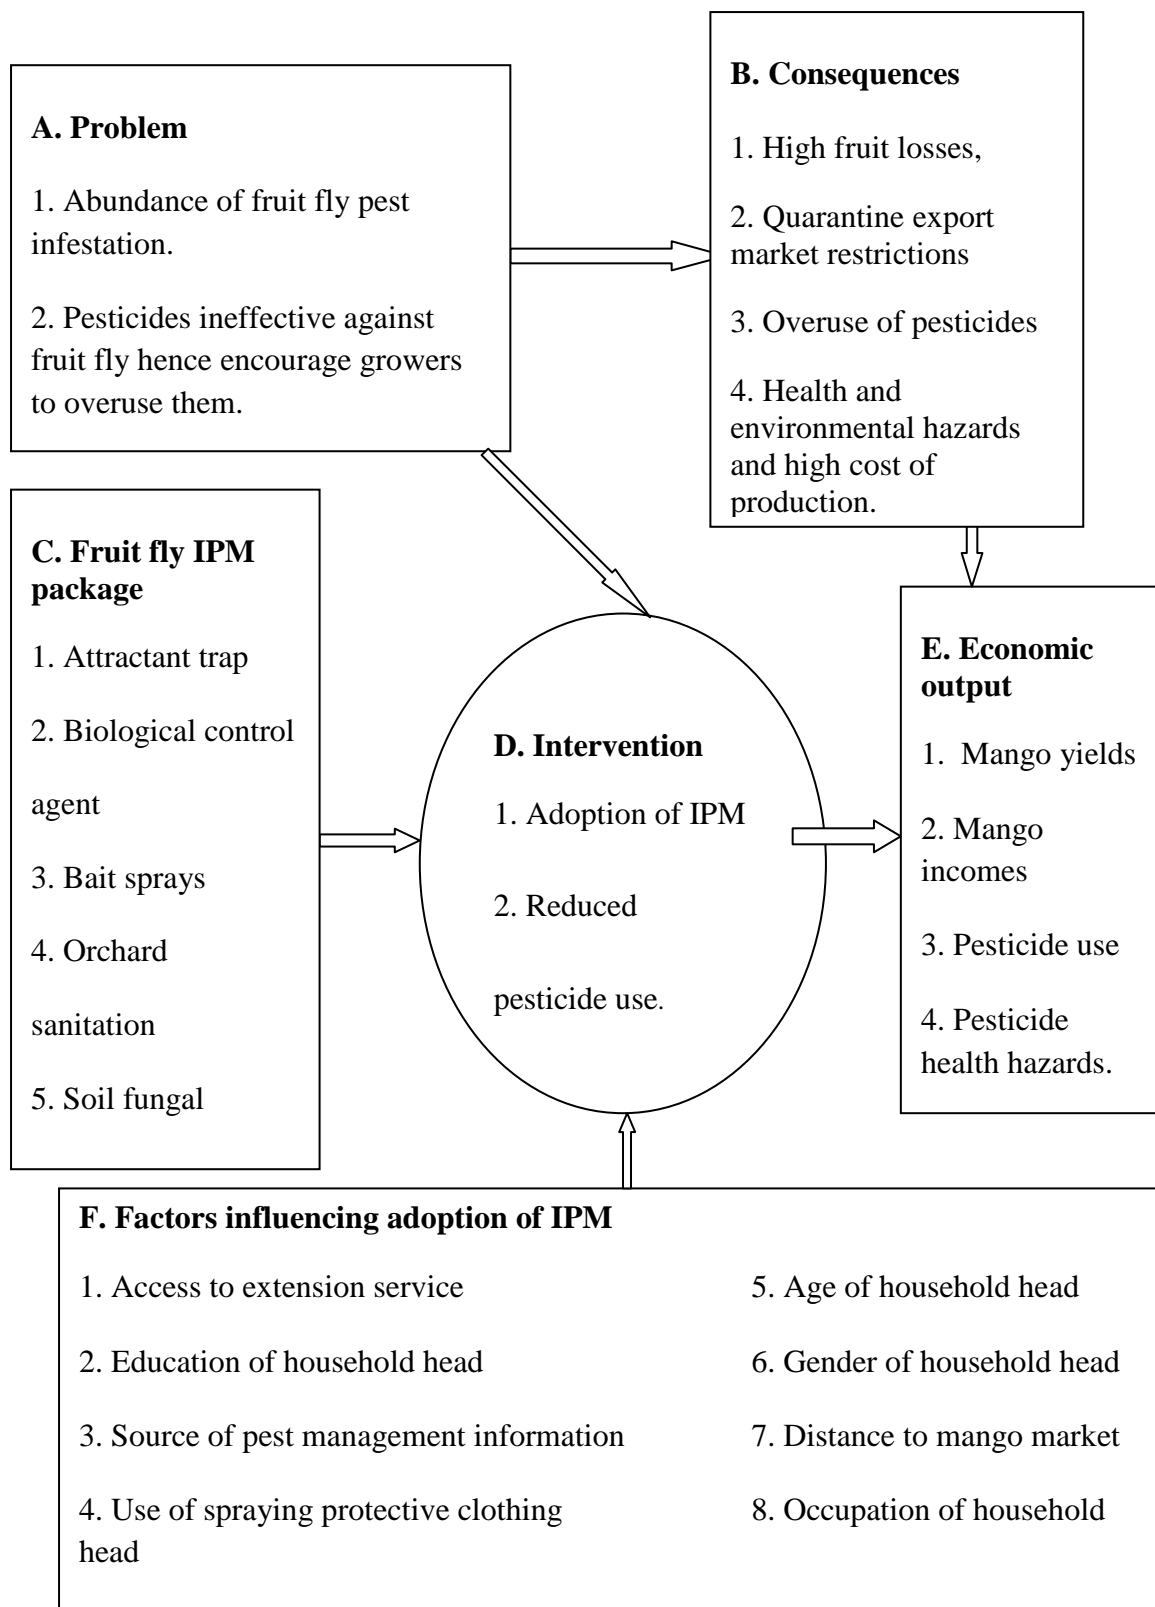 A. Problem
1. Abundance of fruit fly pest
infestation.
2. Pesticides ineffective against
fruit fly hence encourage growers
to overuse them.
B. Consequences
1. High fruit losses,
2. Quarantine export
market restrictions
3. Overuse of pesticides
4. Health and
environmental hazards
and high cost of
production.
C. Fruit fly IPM
package
1. Attractant trap
2. Biological control
agent
3. Bait sprays
4. Orchard
sanitation
5. Soil fungal
D. Intervention
1. Adoption of IPM
2. Reduced
pesticide use.
E. Economic
output
1. Mango yields
2. Mango
incomes
3. Pesticide use
4. Pesticide
health hazards.
F. Factors influencing adoption of IPM
1. Access to extension service
5. Age of household head
2. Education of household head
6. Gender of household head
3. Source of pest management information
7. Distance to mango market
4. Use of spraying protective clothing
8. Occupation of household
head